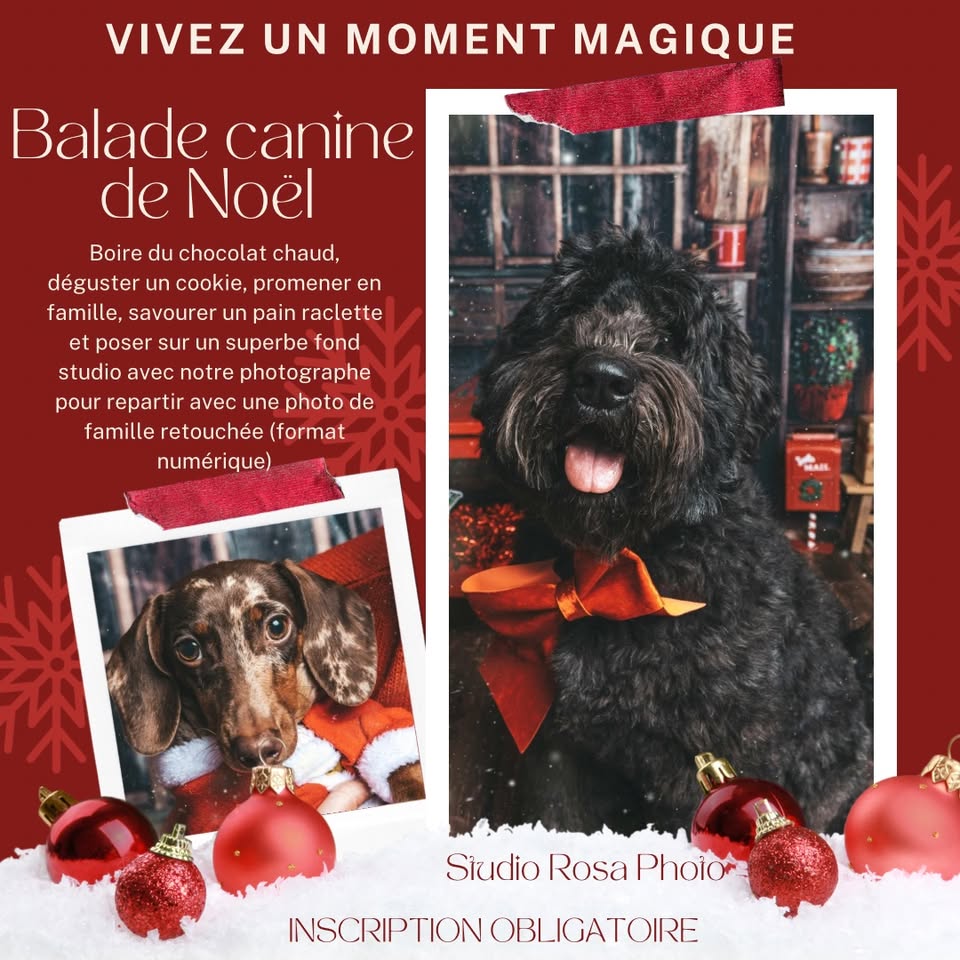 VIVEZ UN MOMENT MAGIQUE
Balade canine
de Noël
Boire du chocolat chaud,
déguster un cookie, promener en
famille, savourer un pain raclette
et poser sur un superbe fond
studio avec notre photographe
pour repartir avec une photo de
famille retouchée (format
numérique)
MAIL
Studio Rosa Photo
INSCRIPTION OBLIGATOIRE